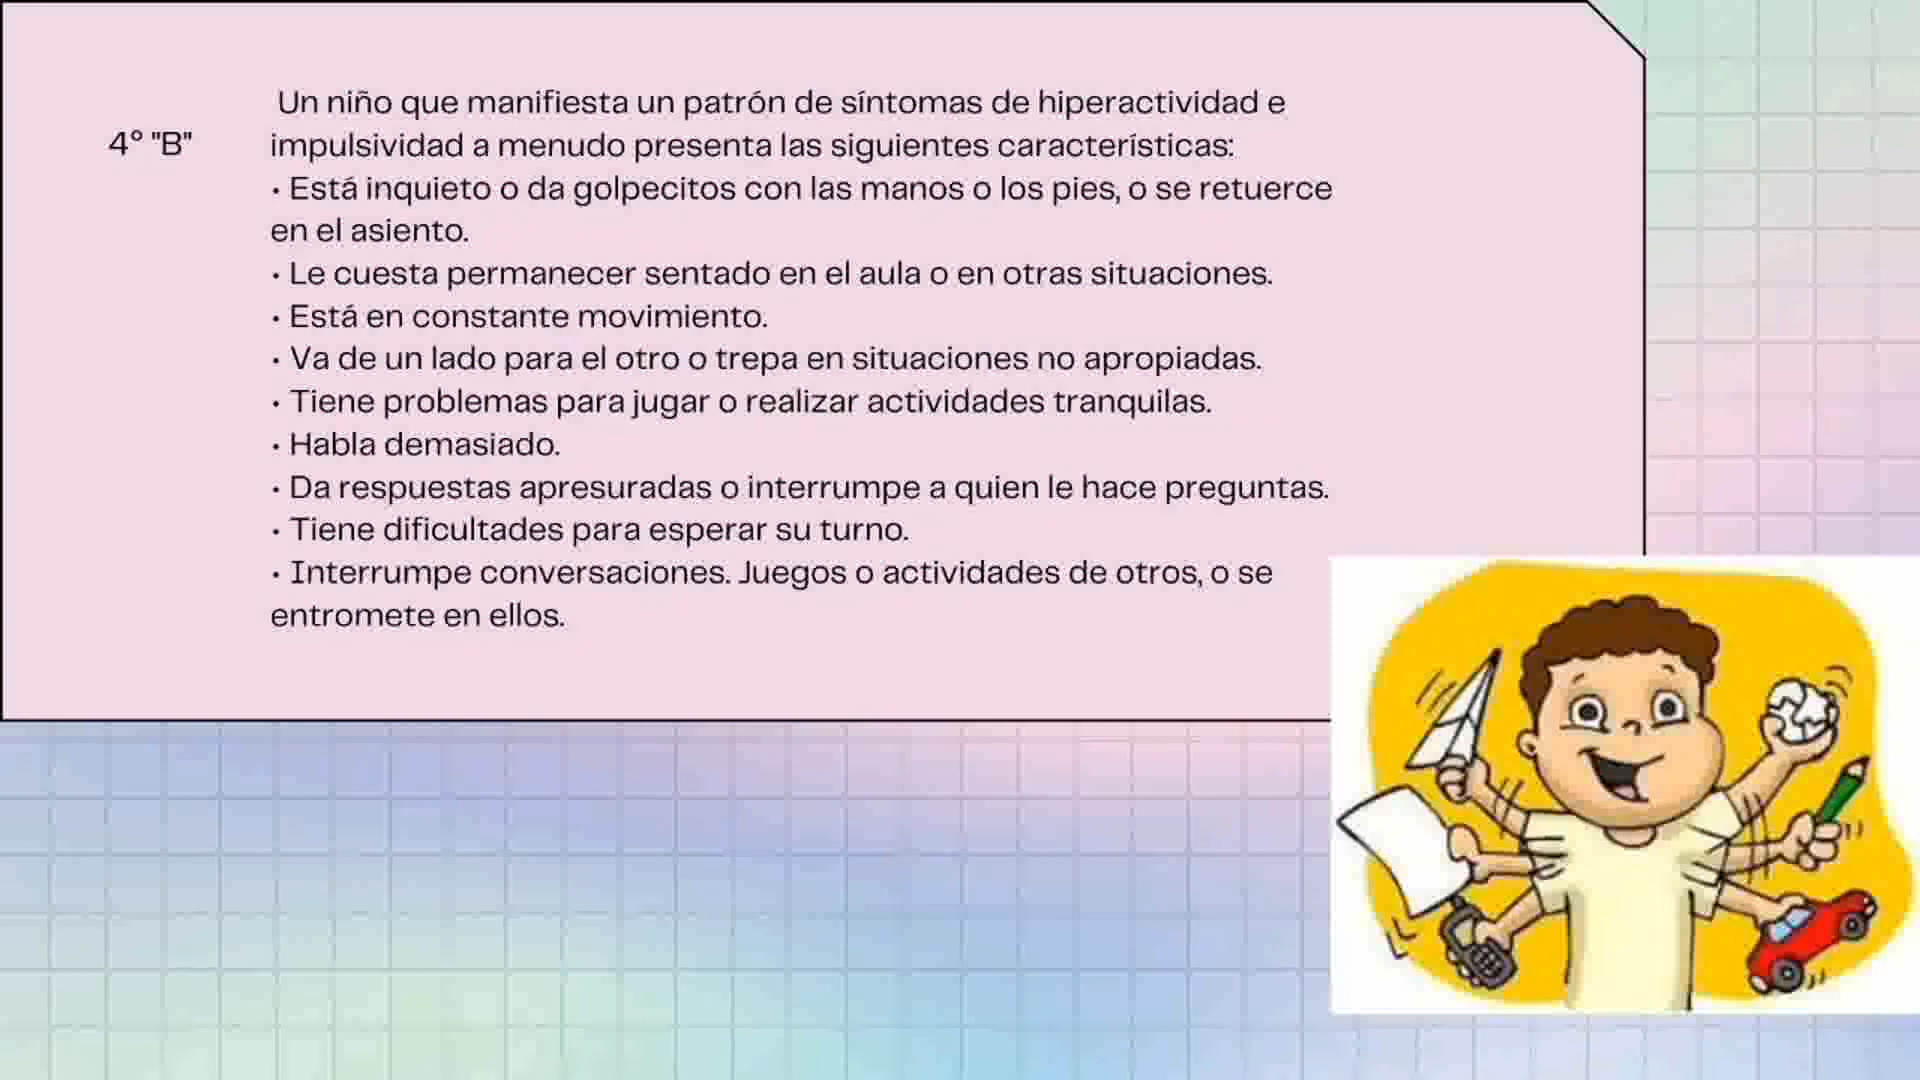 4° "B"
Un niño que manifiesta un patrón de síntomas de hiperactividad e
impulsividad a menudo presenta las siguientes características:
• Está inquieto o da golpecitos con las manos o los pies, o se retuerce
en el asiento.
• Le cuesta permanecer sentado en el aula o en otras situaciones.
• Está en constante movimiento.
• Va de un lado para el otro o trepa en situaciones no apropiadas.
• Tiene problemas para jugar o realizar actividades tranquilas.
• Habla demasiado.
• Da respuestas apresuradas o interrumpe a quien le hace preguntas.
• Tiene dificultades para esperar su turno.
• Interrumpe conversaciones. Juegos o actividades de otros, o se
entromete en ellos.